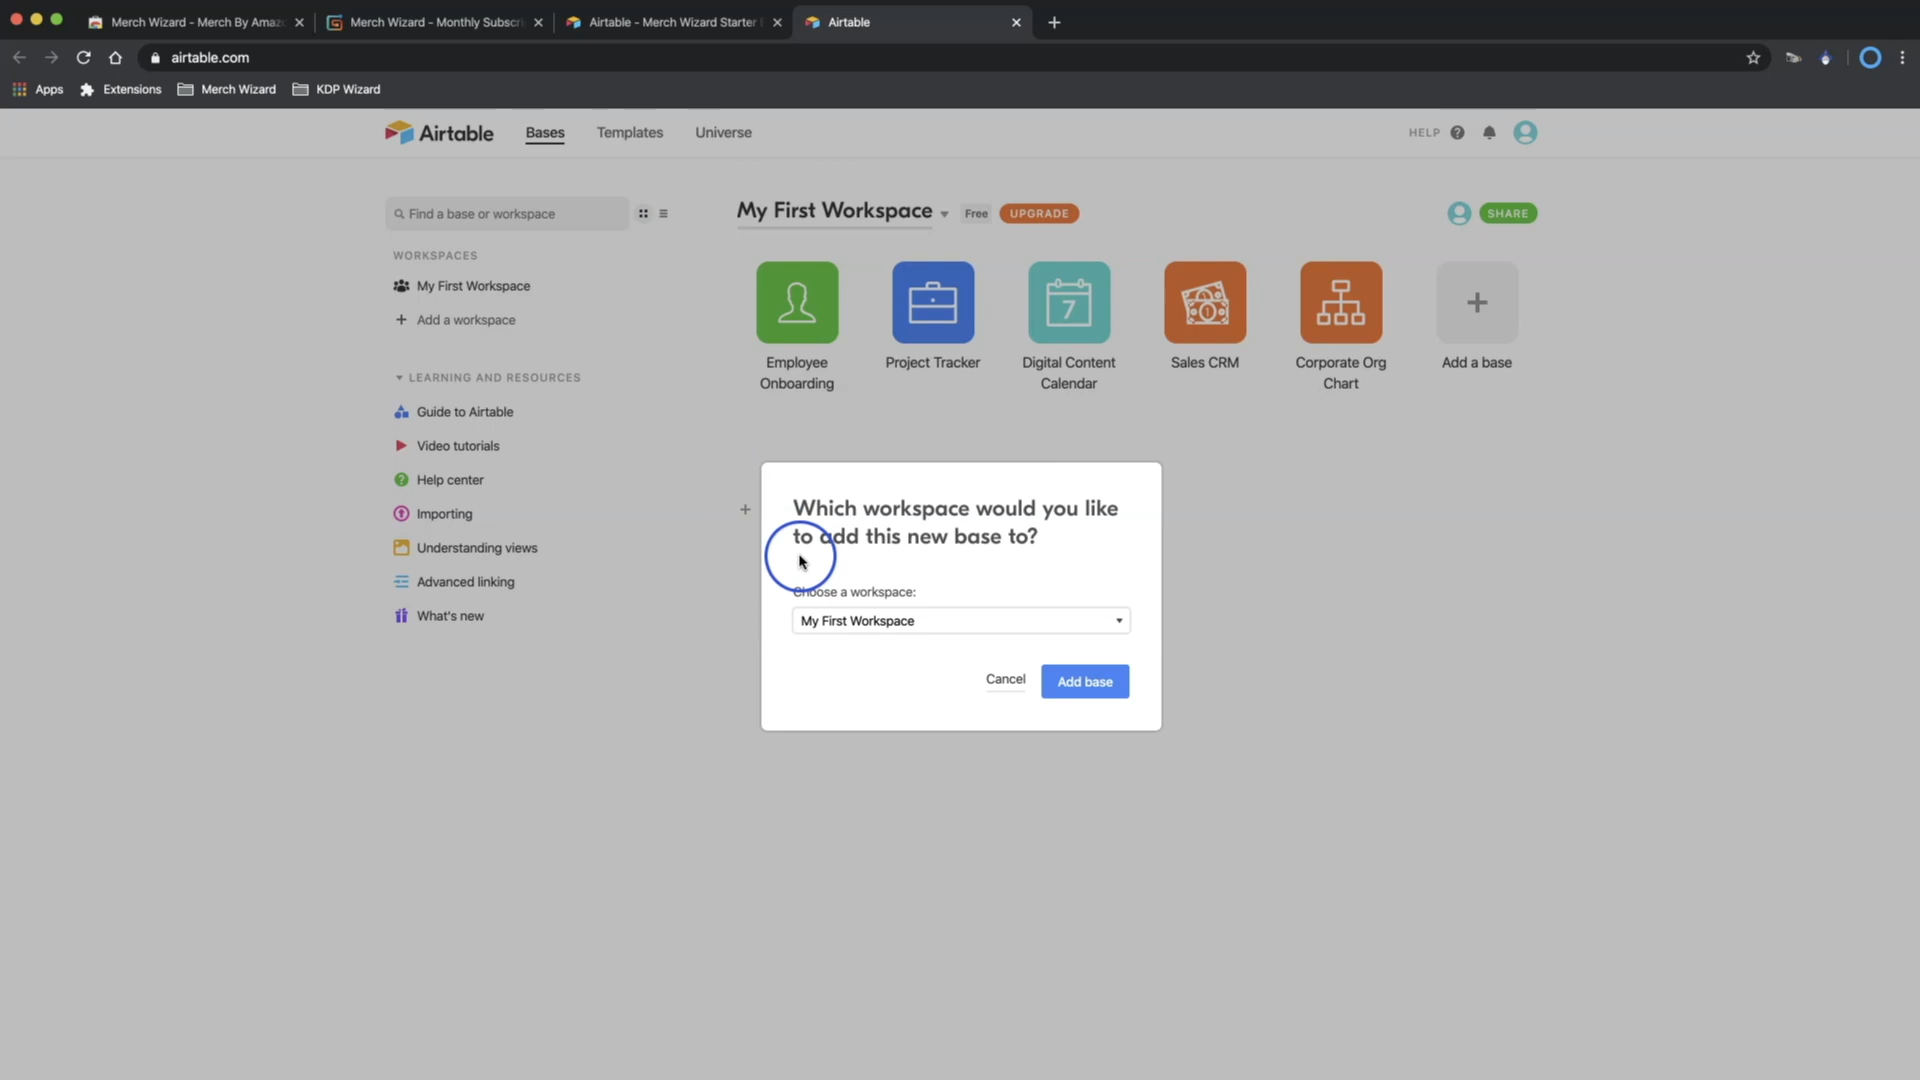 Merch Wizard - Merch By Amaz
Merch Wizard - Monthly Subscri
Airtable - Merch Wizard Starter
Airtable
airtable.com
Apps
Extensions
Merch Wizard
KDP Wizard
Airtable
Bases
Templates
Universe
HELP
Find a base or workspace
My First Workspace
Free
UPGRADE
SHARE
WORKSPACES
My First Workspace
Add a workspace
LEARNING AND RESOURCES
Guide to Airtable
Video tutorials
Help center
Importing
Understanding views
Advanced linking
What's new
7
1
Employee
Onboarding
Project Tracker
Digital Content
Calendar
Sales CRM
Corporate Org
Chart
Add a base
Which workspace would you like
to add this new base to?
Choose a workspace:
My First Workspace
Cancel
Add base